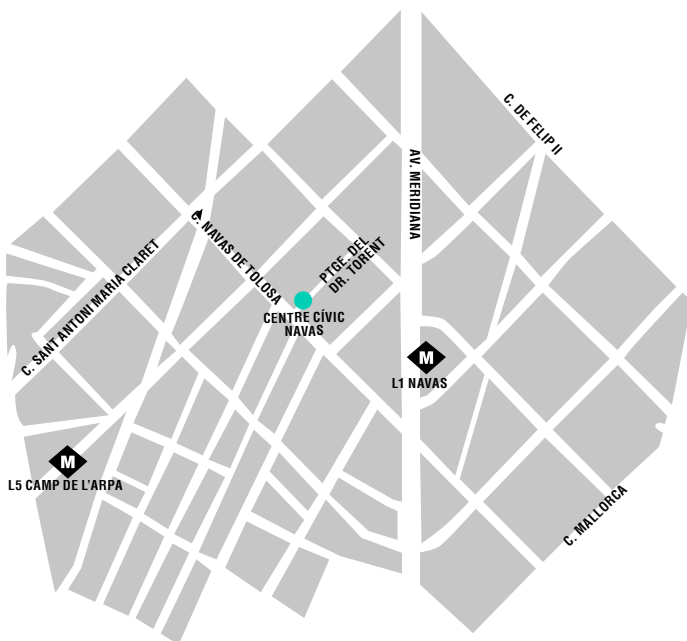 C. DE FELIP II
AV. MERIDIANA
C. NAVAS DE TOLOSA
PTGE. DEL
DR. TORENT
C. SANT ANTONI MARIA CLARET
CENTRE CÍVIC
NAVAS
M
L1 NAVAS
M
L5 CAMP DE L'ARPA
C. MALLORCA